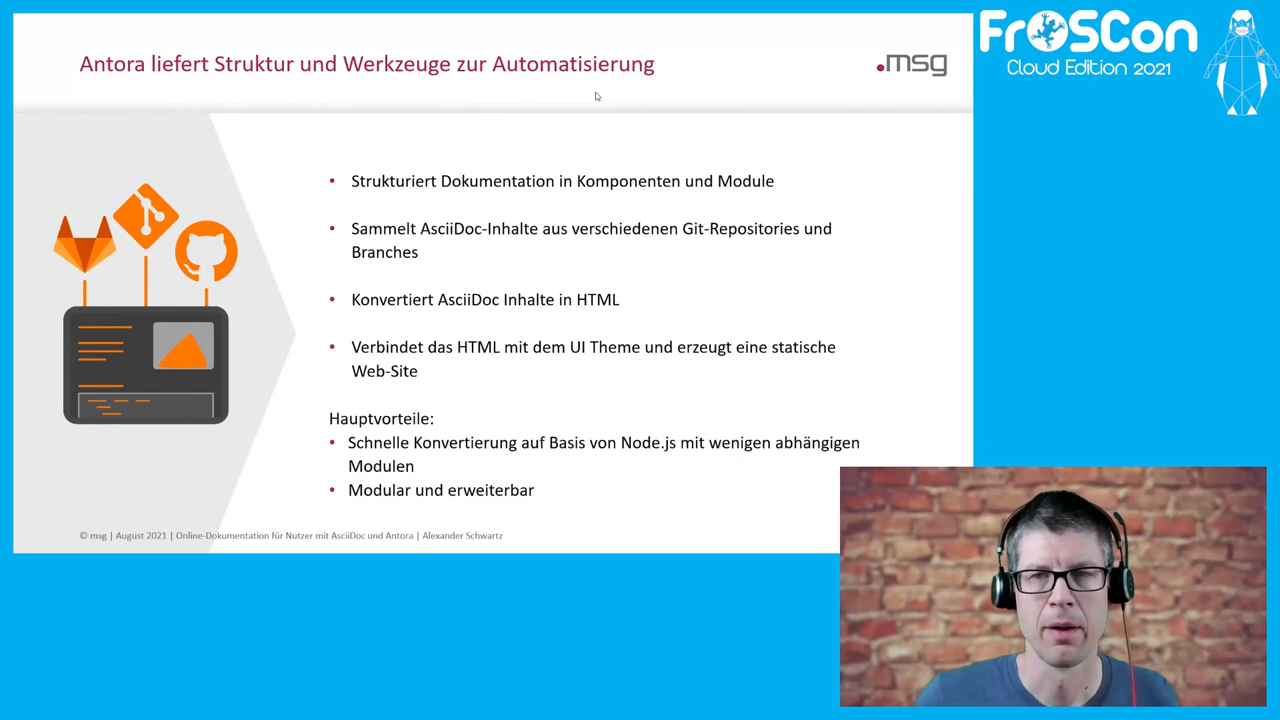 Antora liefert Struktur und Werkzeuge zur Automatisierung
.msg
FrOSCon
Cloud Edition 2021
• Strukturiert Dokumentation in Komponenten und Module
• Sammelt AsciiDoc-Inhalte aus verschiedenen Git-Repositories und
Branches
• Konvertiert AsciiDoc Inhalte in HTML
• Verbindet das HTML mit dem UI Theme und erzeugt eine statische
Web-Site
Hauptvorteile:
• Schnelle Konvertierung auf Basis von Node.js mit wenigen abhängigen
Modulen
• Modular und erweiterbar
© msg | August 2021 | Online-Dokumentation für Nutzer mit AsciiDoc und Antora | Alexander Schwartz